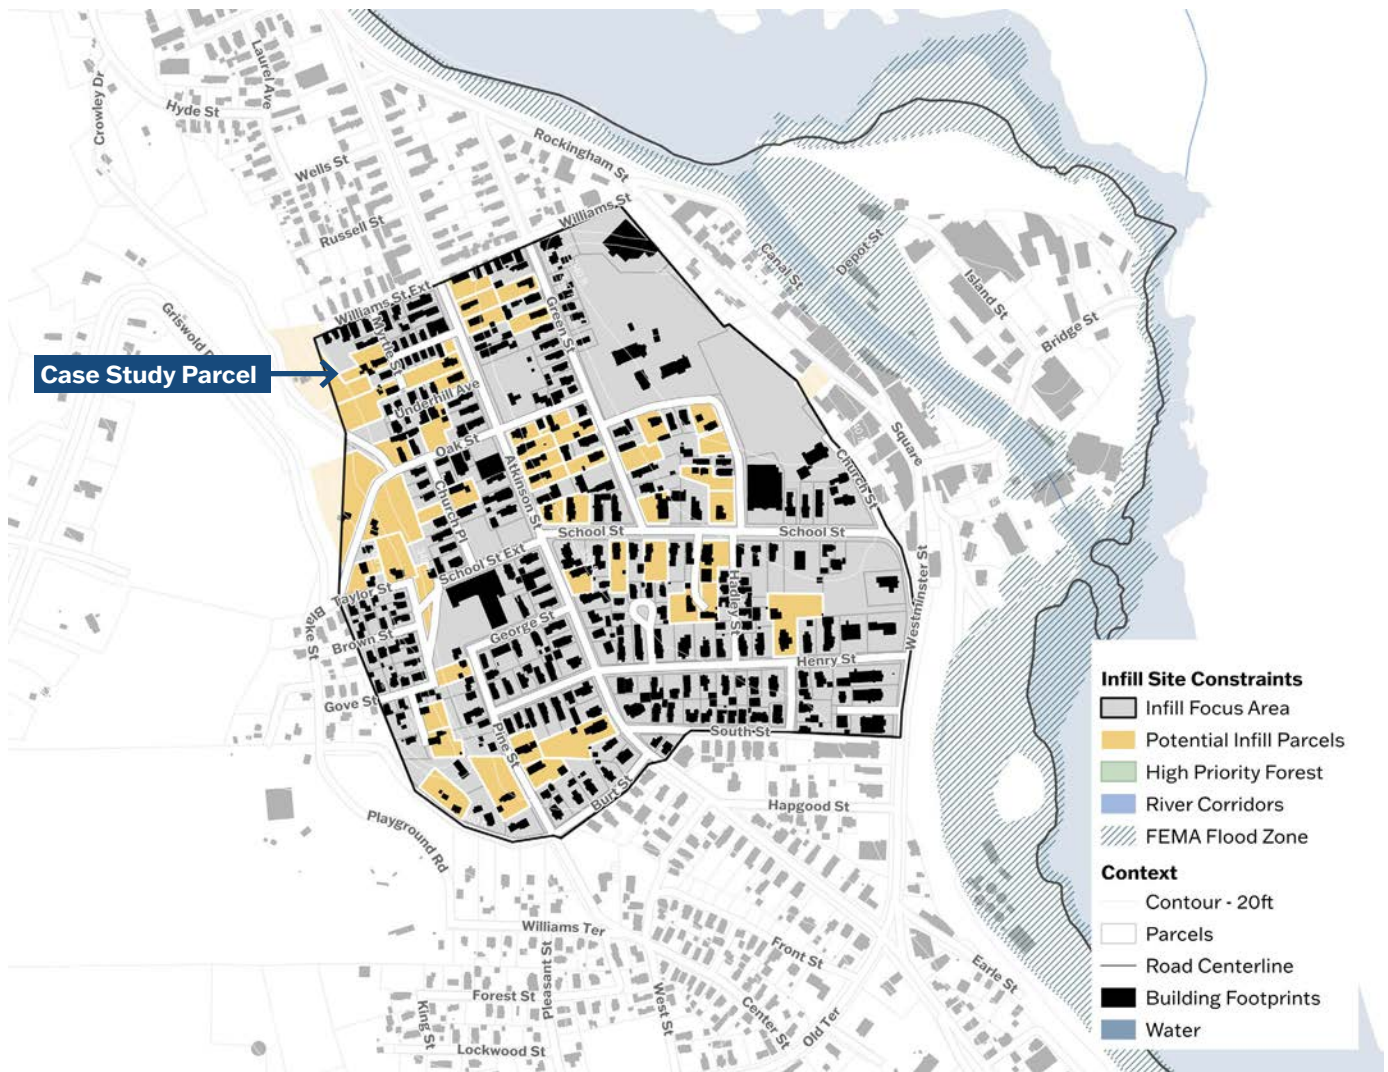 Laurel Ave
Crowley Dr
Hyde St
Rockingham St
Wells St
Williams St
Russell St
Canal St
Depot St
Island St
Williams St Ext
Green St
Bridge St
Griswold D
Myrtle St
Case Study Parcel
Underhill Ave
Oak St
Square
Church St
Atkinson St
Church Pl
School St
School St
School St Ext
Westminster St
Taylor St
Hadley St
Blake St
George St
Brown St
Henry St
Gove St
Pine St
South St
Burt St
Hapgood St
Playground Rd
Williams Ter
Front St
Pleasant St
Earle St
Forest St
West St
Center St
King St
Old Ter
Lockwood St
Infill Site Constraints
Infill Focus Area
Potential Infill Parcels
High Priority Forest
River Corridors
FEMA Flood Zone
Context
Contour - 20ft
Parcels
Road Centerline
Building Footprints
Water